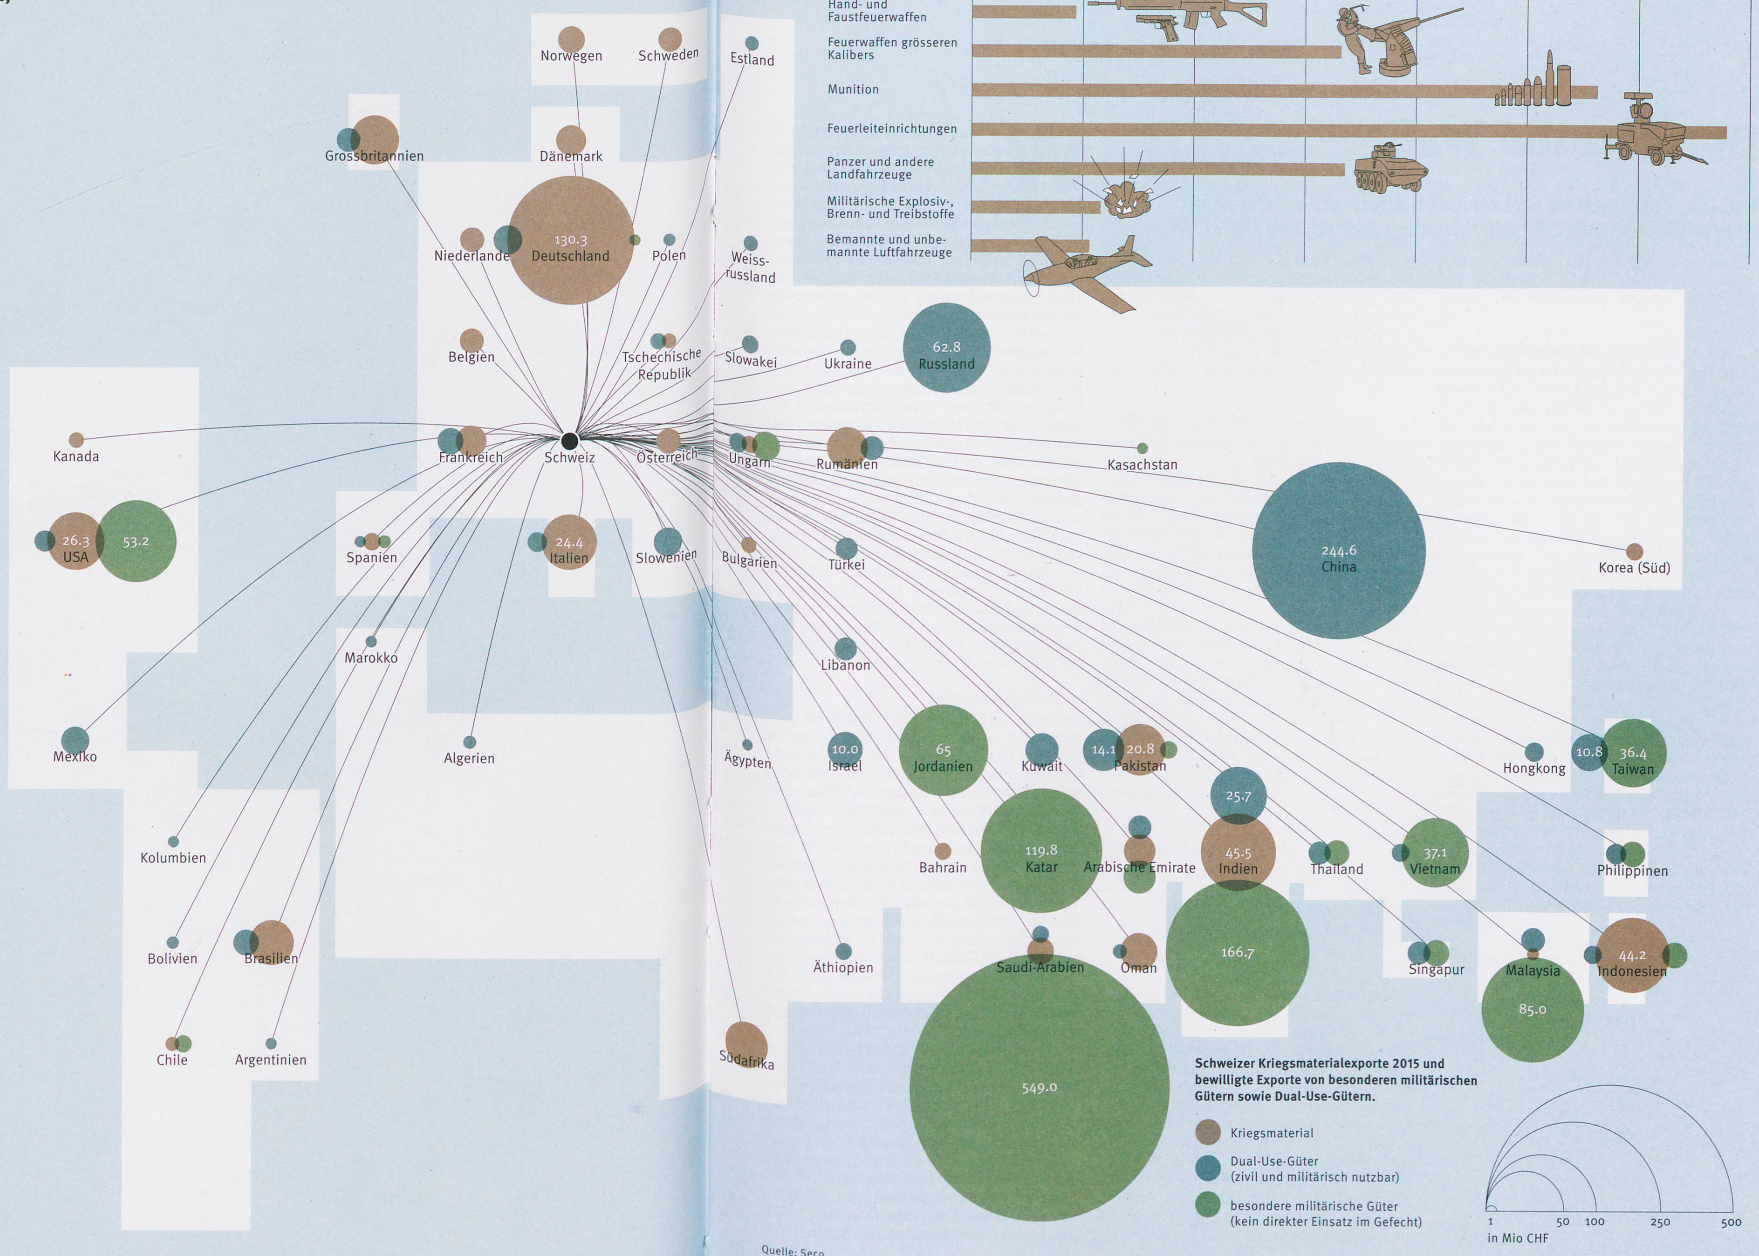 Hand- und
Faustfeuerwaffen
Feuerwaffen grösseren
Kalibers
Munition
Feuerleiteinrichtungen
Panzer und andere
Landfahrzeuge
Militärische Explosiv-,
Brenn- und Treibstoffe
Bemannte und unbe-
mannte Luftfahrzeuge
Norwegen
Schweden
Estland
Grossbritannien
Dänemark
Niederlande
130.3
Deutschland
Polen
Weiss-
russland
Belgien
Tschechische
Republik
Slowakei
Ukraine
62.8
Russland
Kanada
Frankreich
Schweiz
Österreich
Ungarn
Rumänien
Kasachstan
26.3
USA
53.2
Spanien
24.4
Italien
Slowenien
Bulgarien
Türkei
244.6
China
Korea (Süd)
Marokko
Libanon
Mexiko
Algerien
Ägypten
10.0
Israel
65
Jordanien
Kuwait
14.1
20.8
Pakistan
Hongkong
10.8
36.4
Taiwan
25.7
Kolumbien
Bahrain
119.8
Katar
Arabische Emirate
45.5
Indien
Thailand
37.1
Vietnam
Philippinen
Bolivien
Brasilien
Äthiopien
Saudi-Arabien
Oman
166.7
Singapur
Malaysia
44.2
Indonesien
85.0
Chile
Argentinien
Südafrika
549.0
Schweizer Kriegsmaterialexporte 2015 und
bewilligte Exporte von besonderen militärischen
Gütern sowie Dual-Use-Gütern.
Kriegsmaterial
Dual-Use-Güter
(zivil und militärisch nutzbar)
besondere militärische Güter
(kein direkter Einsatz im Gefecht)
1 50 100 250 500
in Mio CHF
Quelle: Seco